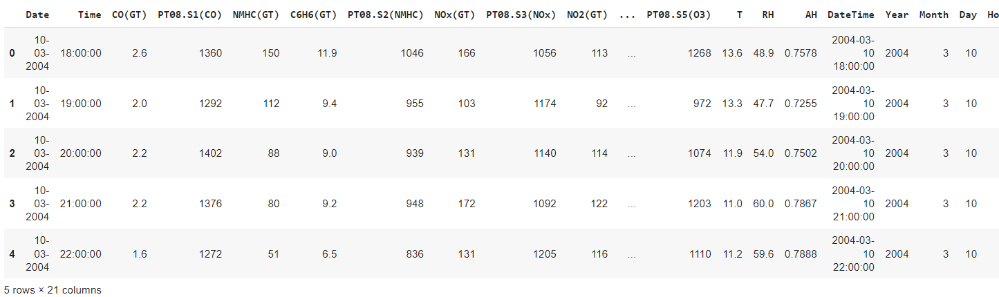 Date Time CO(GT) PT08.S1(CO) NMHC(GT) C6H6(GT) PT08.S2(NMHC) NOx(GT) PT08.S3(NOx) NO2(GT) ... PT08.S5(O3) T RH AH DateTime Year Month Day Ho
0 10-03-2004 18:00:00 2.6 1360 150 11.9 1046 166 1056 113 ... 1268 13.6 48.9 0.7578 2004-03-10 18:00:00 2004 3 10
1 10-03-2004 19:00:00 2.0 1292 112 9.4 955 103 1174 92 ... 972 13.3 47.7 0.7255 2004-03-10 19:00:00 2004 3 10
2 10-03-2004 20:00:00 2.2 1402 88 9.0 939 131 1140 114 ... 1074 11.9 54.0 0.7502 2004-03-10 20:00:00 2004 3 10
3 10-03-2004 21:00:00 2.2 1376 80 9.2 948 172 1092 122 ... 1203 11.0 60.0 0.7867 2004-03-10 21:00:00 2004 3 10
4 10-03-2004 22:00:00 1.6 1272 51 6.5 836 131 1205 116 ... 1110 11.2 59.6 0.7888 2004-03-10 22:00:00 2004 3 10
5 rows × 21 columns